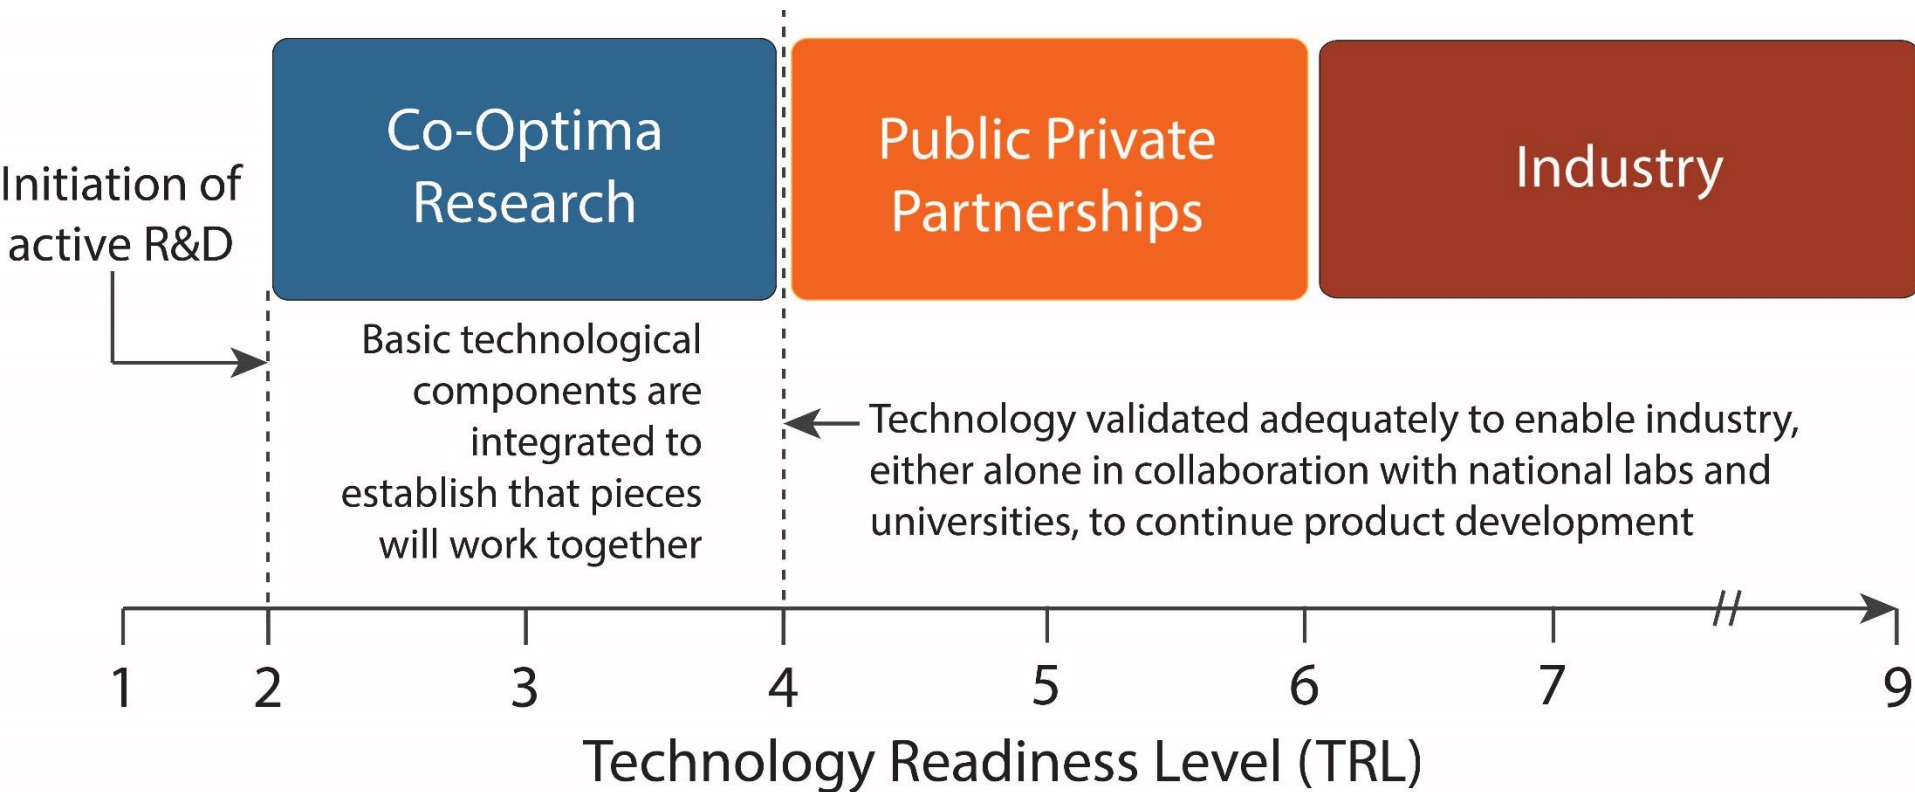 Co-Optima
Research
Public Private
Partnerships
Industry
Initiation of
active R&D
Basic technological
components are
integrated to
establish that pieces
will work together
Technology validated adequately to enable industry,
either alone in collaboration with national labs and
universities, to continue product development
1 2 3 4 5 6 7 // 9
Technology Readiness Level (TRL)